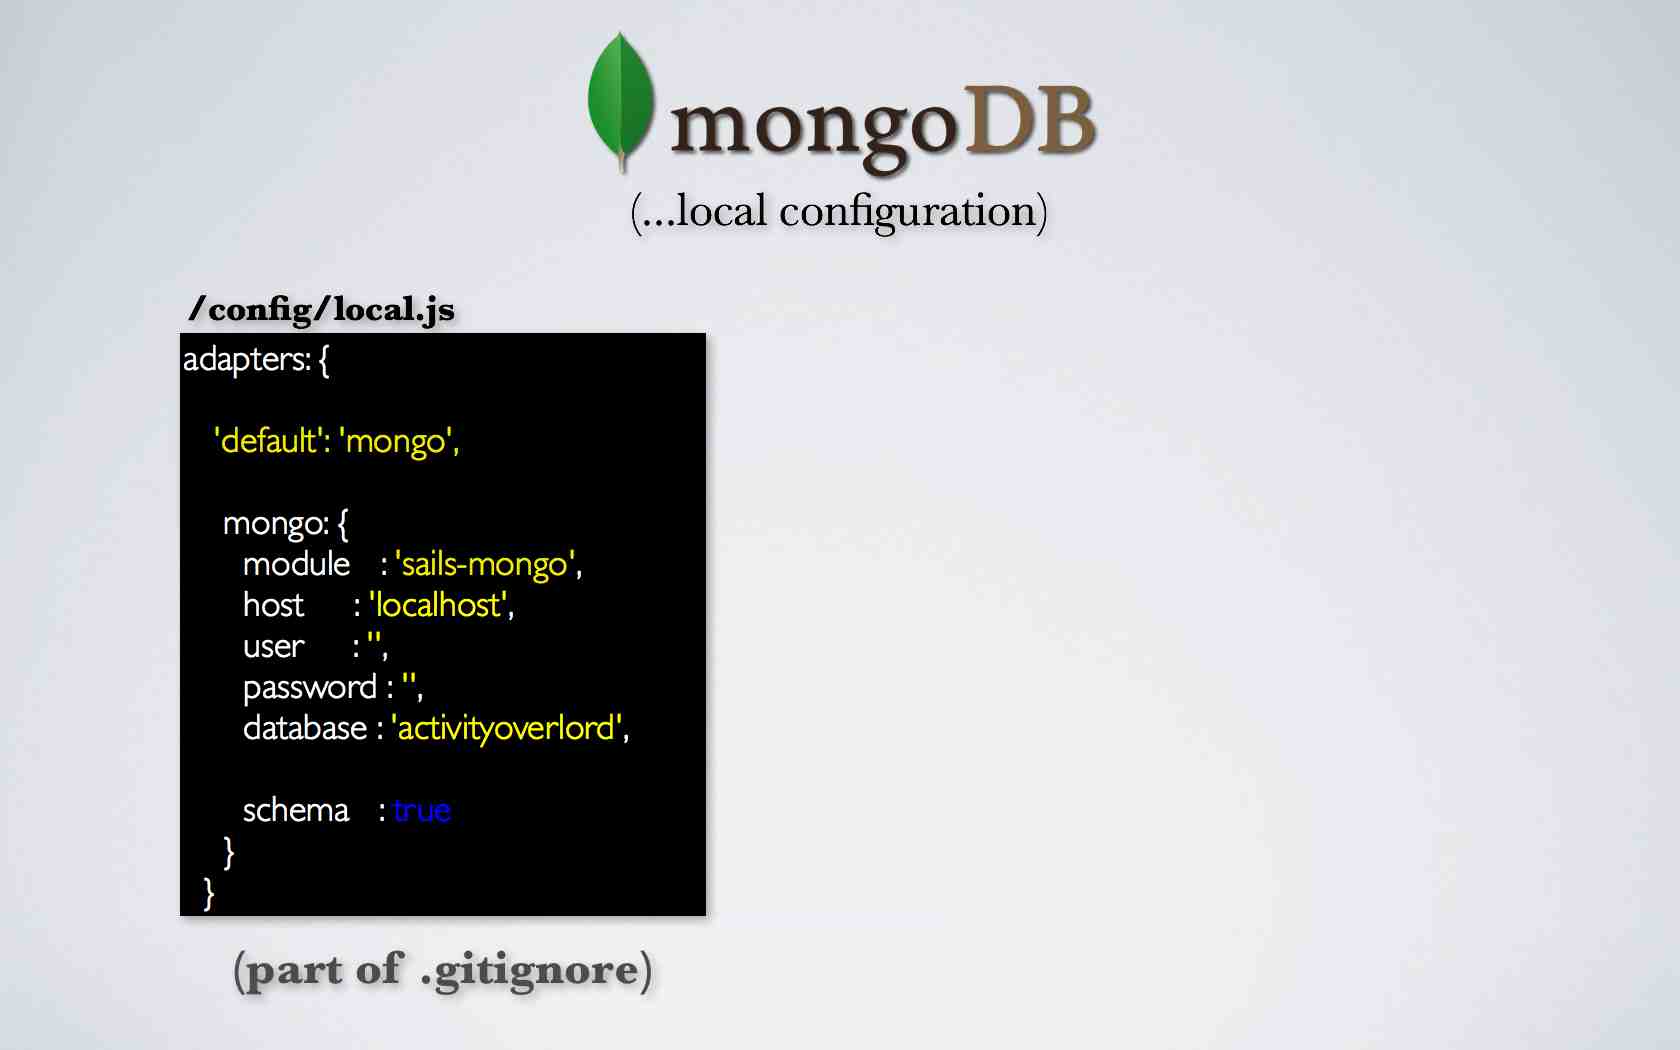 mongoDB
(...local configuration)
/config/local.js
adapters: {
'default': 'mongo',
mongo: {
module : 'sails-mongo',
host : 'localhost',
user : '',
password : '',
database : 'activityoverlord',
schema : true
}
}
(part of .gitignore)